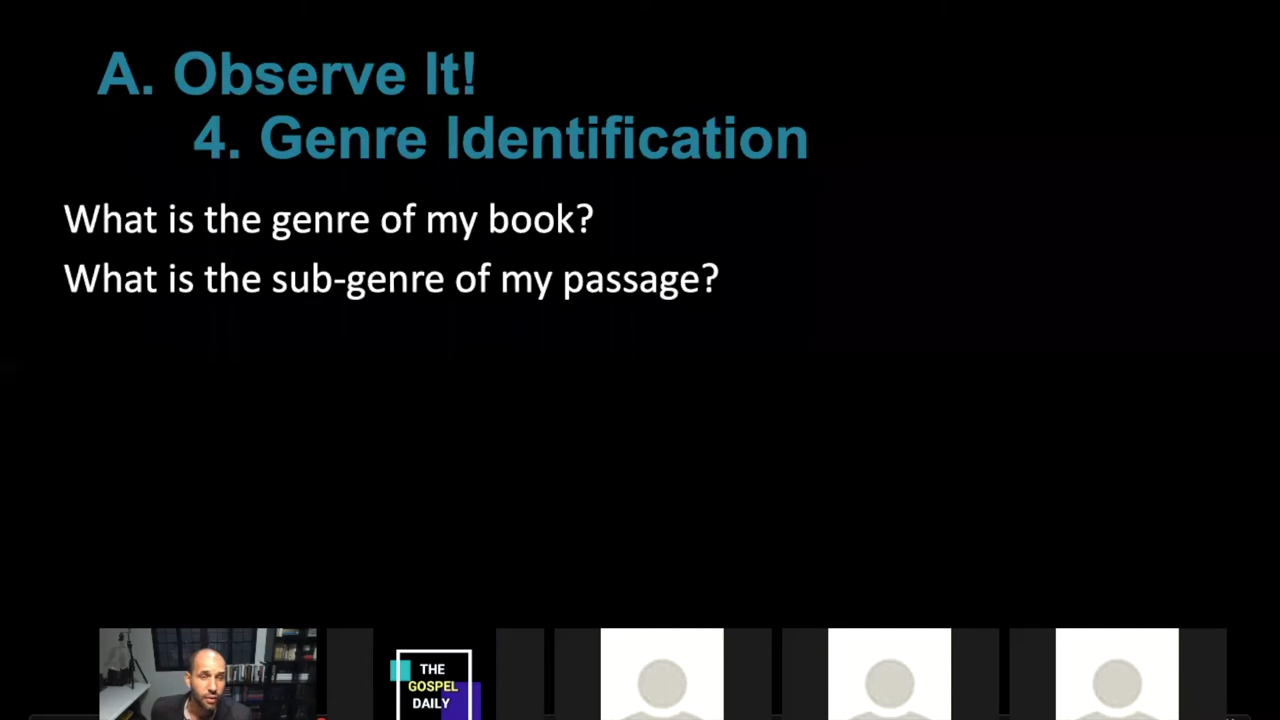 A. Observe It!
4. Genre Identification
What is the genre of my book?
What is the sub-genre of my passage?
THE
GOSPEL
DAILY